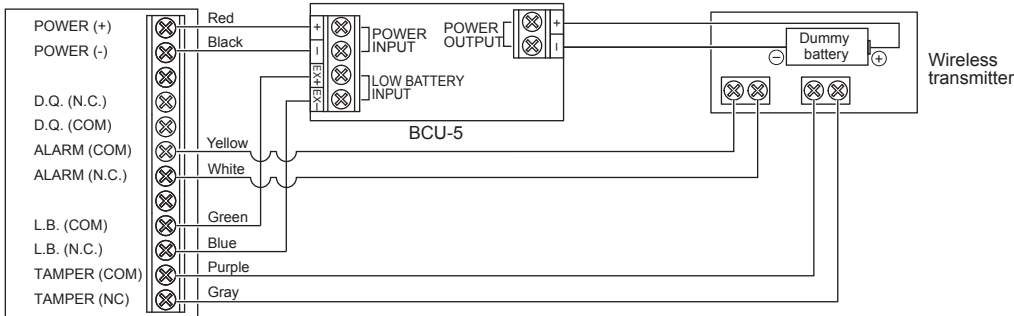 POWER (+)
POWER (-)
D.Q. (N.C.)
D.Q. (COM)
ALARM (COM)
ALARM (N.C.)
L.B. (COM)
L.B. (N.C.)
TAMPER (COM)
TAMPER (NC)
Red
Black
Yellow
White
Green
Blue
Purple
Gray
+
−
EX+
EX−
POWER
INPUT
LOW BATTERY
INPUT
POWER
OUTPUT
+
−
BCU-5
Dummy
battery
−
+
Wireless
transmitter